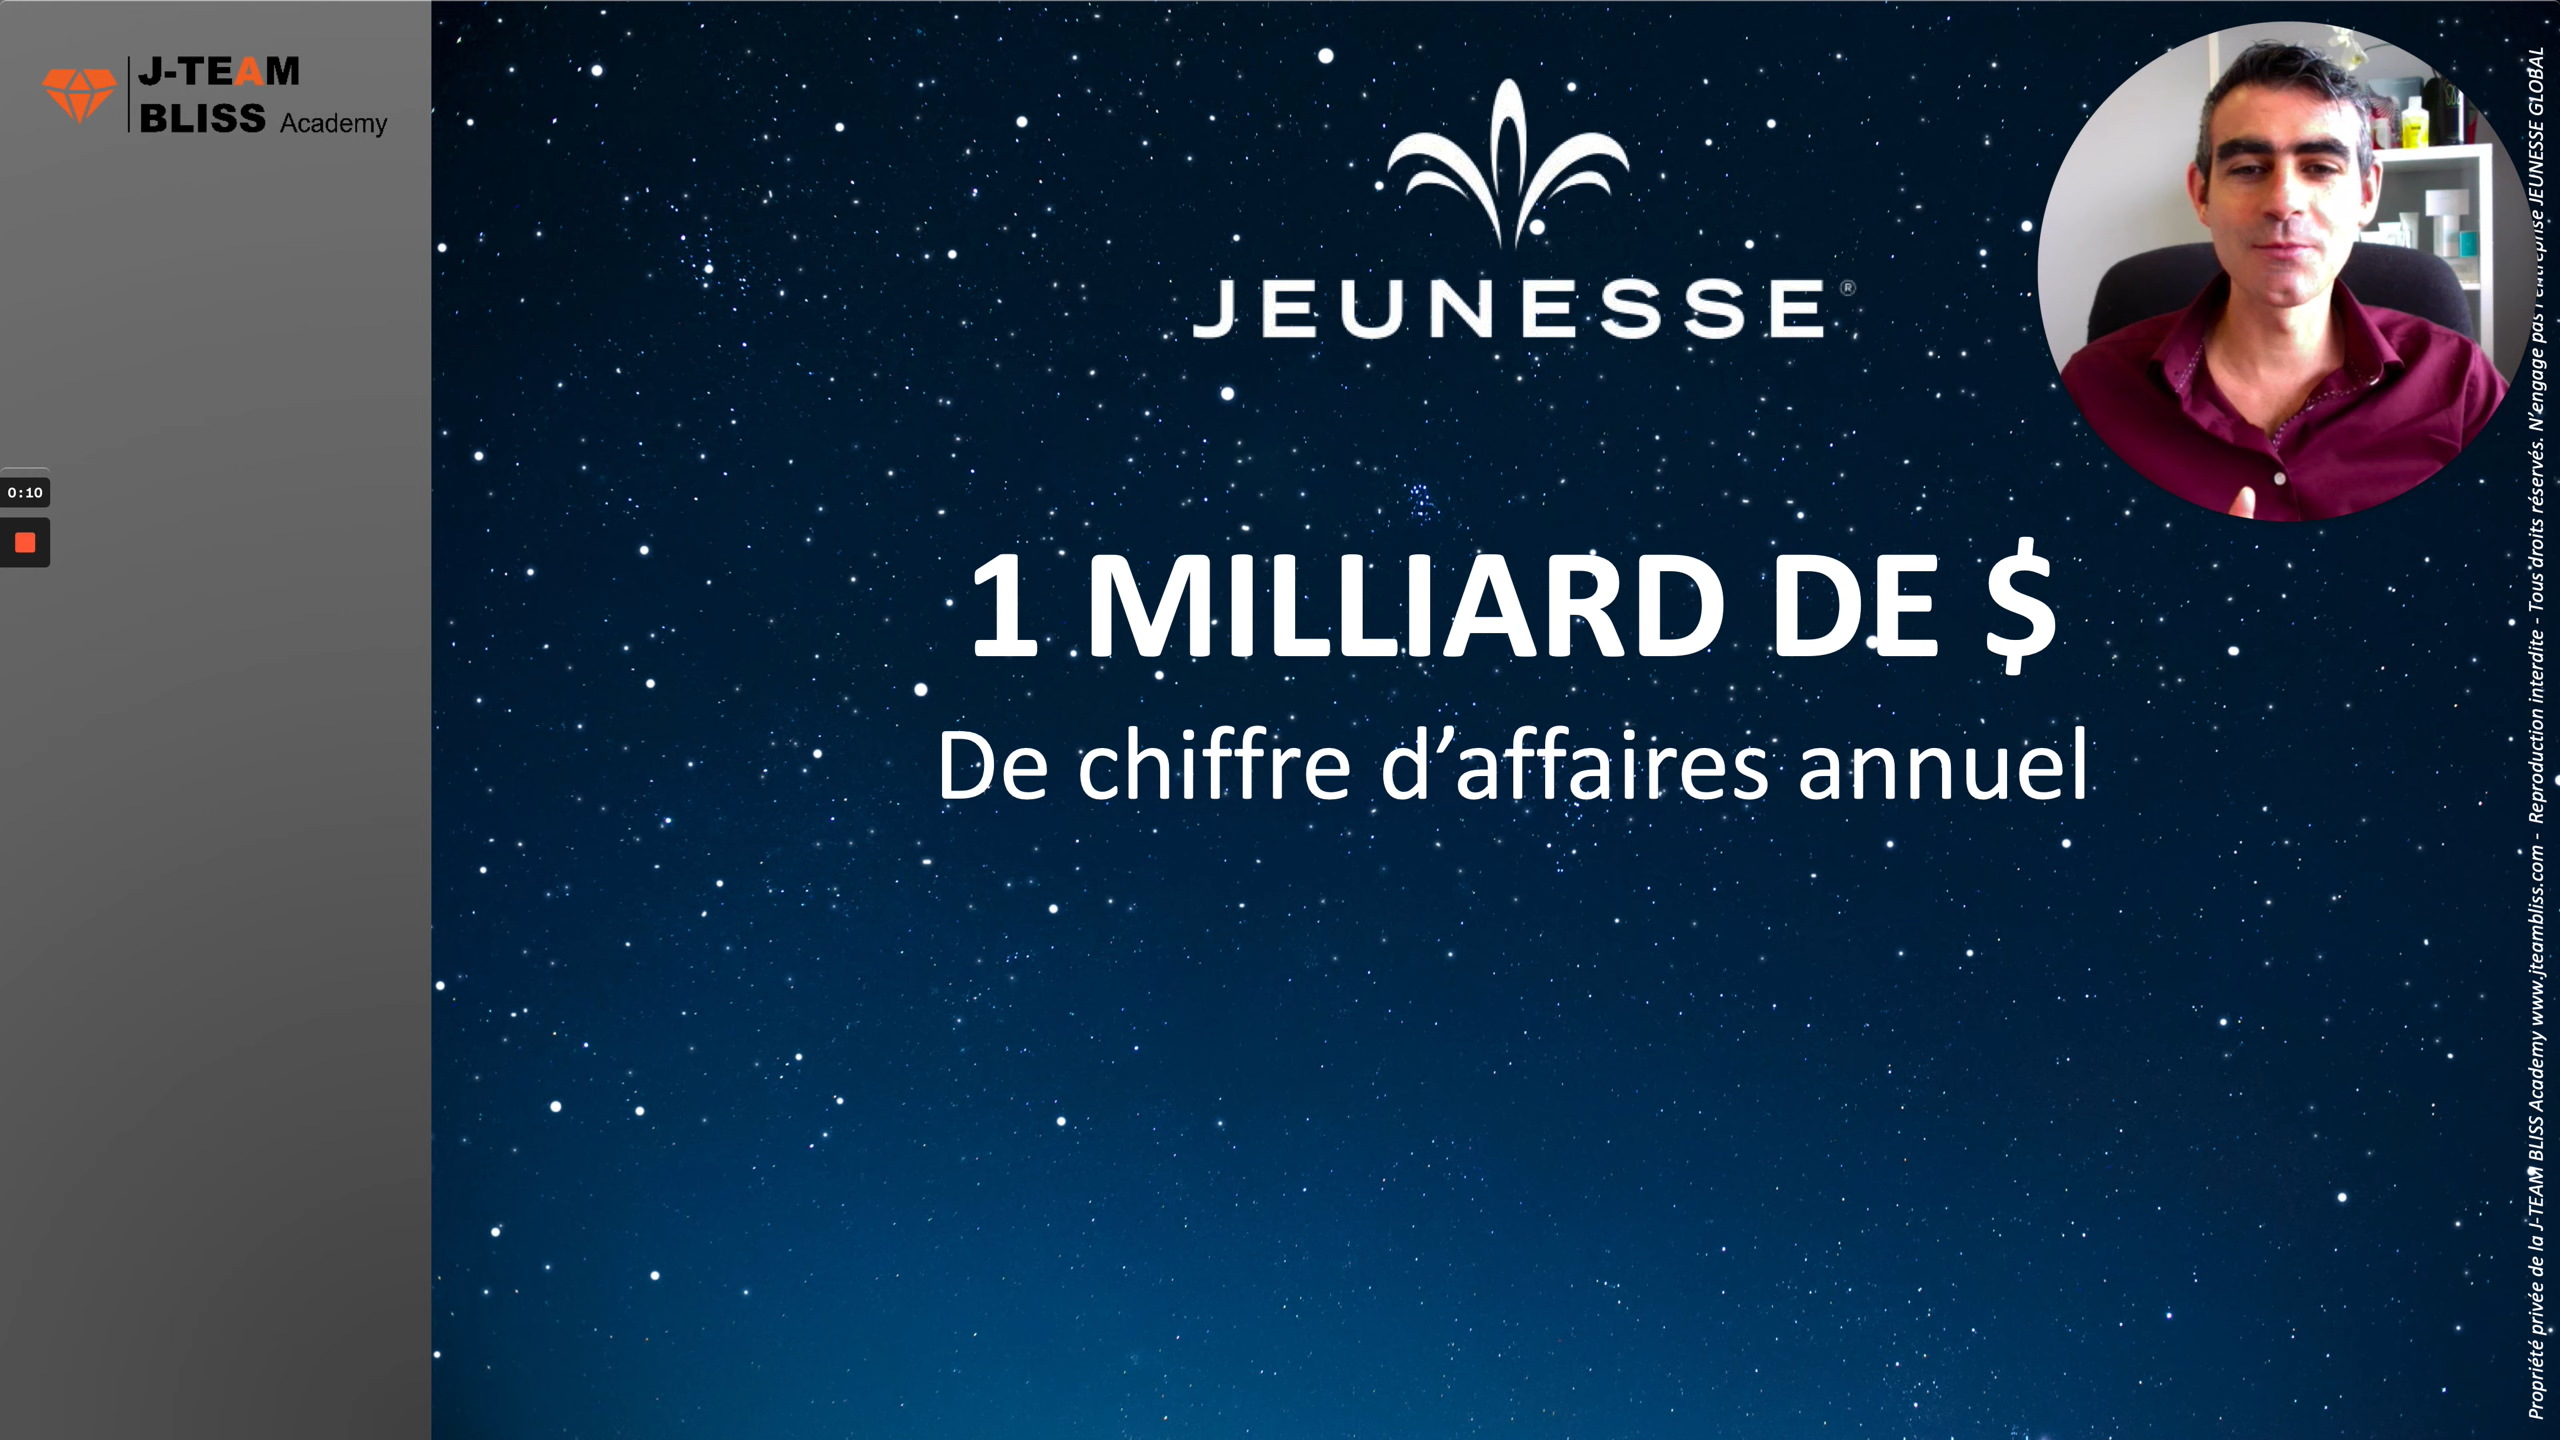 J-TEAM
BLISS Academy
JEUNESSE®
0:10
1 MILLIARD DE $
De chiffre d’affaires annuel
Propriété privée de la J-TEAM BLISS Academy www.jteambliss.com - Reproduction interdite - Tous droits réservés. N’engage pas l’entreprise JEUNESSE GLOBAL